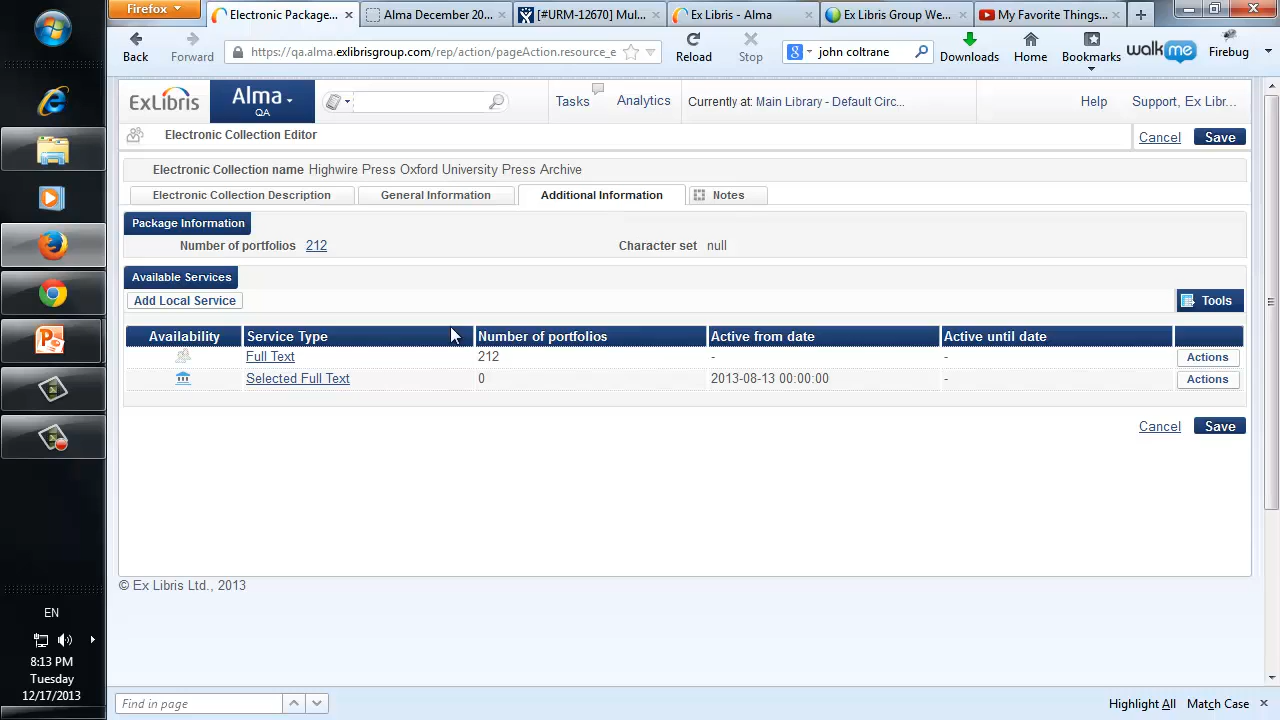 Firefox
Electronic Package...
Alma December 20...
[#URM-12670] Mul...
Ex Libris - Alma
Ex Libris Group We...
My Favorite Things...
Back
Forward
https://qa.alma.exlibrisgroup.com/rep/action/pageAction.resource_e
Reload
Stop
john coltrane
Downloads
Home
Bookmarks
walkme
Firebug
ExLibris
Alma
QA
Tasks
Analytics
Currently @
ain Library - Default Circ...
Help
Support, Ex Libr...
Electronic Collection Editor
Cancel
Save
Electronic Collection name Highwire Press Oxford University Press Archive
Electronic Collection Description
General Information
Additional Information
Notes
Package Information
Number of portfolios 212
Character set null
Available Services
Add Local Service
Tools
Availability
Service Type
Number of portfolios
Active from date
Active until date
Full Text
212
-
-
Actions
Selected Full Text
0
2013-08-13 00:00:00
-
Actions
Cancel
Save
© Ex Libris Ltd., 2013
EN
8:13 PM
Tuesday
12/17/2013
Find in page
Highlight All
Match Case